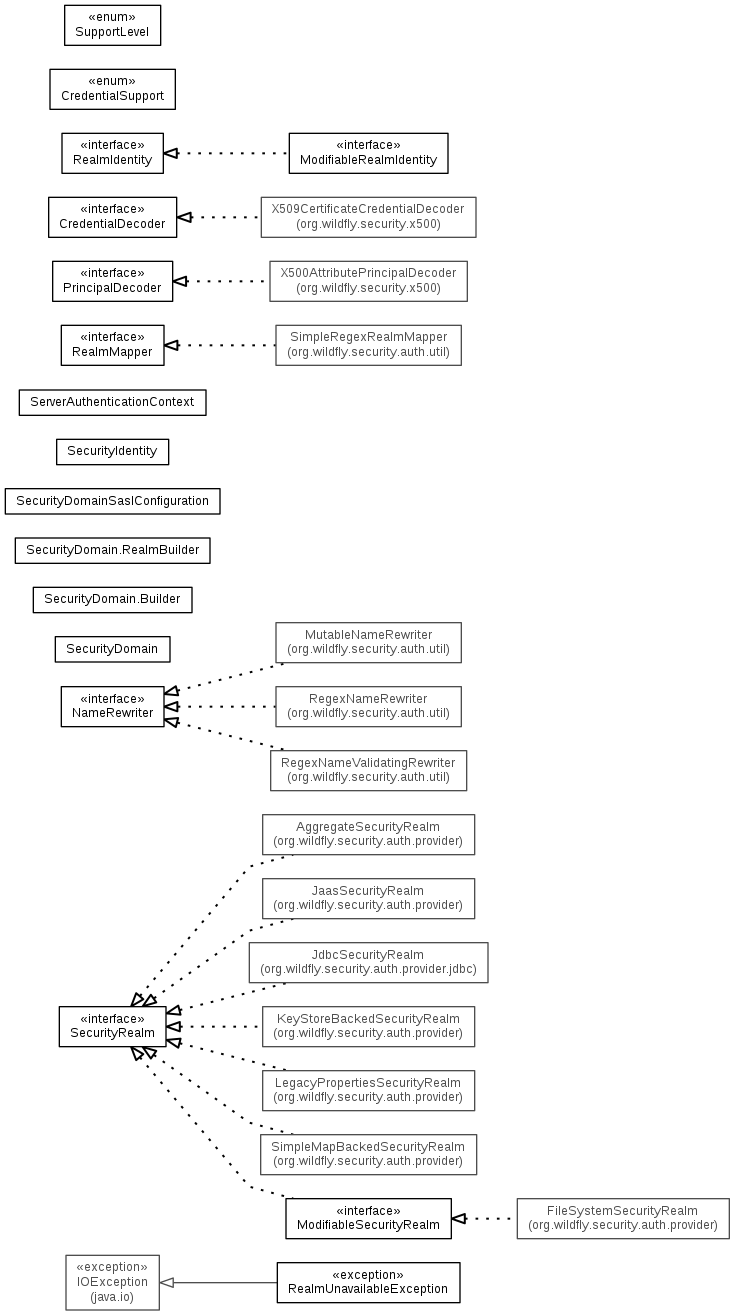 «enum»
SupportLevel
«enum»
CredentialSupport
«interface»
RealmIdentity
«interface»
ModifiableRealmIdentity
«interface»
CredentialDecoder
X509CertificateCredentialDecoder
(org.wildfly.security.x500)
«interface»
PrincipalDecoder
X500AttributePrincipalDecoder
(org.wildfly.security.x500)
«interface»
RealmMapper
SimpleRegexRealmMapper
(org.wildfly.security.auth.util)
ServerAuthenticationContext
SecurityIdentity
SecurityDomainSaslConfiguration
SecurityDomain.RealmBuilder
SecurityDomain.Builder
SecurityDomain
MutableNameRewriter
(org.wildfly.security.auth.util)
«interface»
NameRewriter
RegexNameRewriter
(org.wildfly.security.auth.util)
RegexNameValidatingRewriter
(org.wildfly.security.auth.util)
AggregateSecurityRealm
(org.wildfly.security.auth.provider)
JaasSecurityRealm
(org.wildfly.security.auth.provider)
JdbcSecurityRealm
(org.wildfly.security.auth.provider.jdbc)
«interface»
SecurityRealm
KeyStoreBackedSecurityRealm
(org.wildfly.security.auth.provider)
LegacyPropertiesSecurityRealm
(org.wildfly.security.auth.provider)
SimpleMapBackedSecurityRealm
(org.wildfly.security.auth.provider)
«interface»
ModifiableSecurityRealm
FileSystemSecurityRealm
(org.wildfly.security.auth.provider)
«exception»
IOException
(java.io)
«exception»
RealmUnavailableException